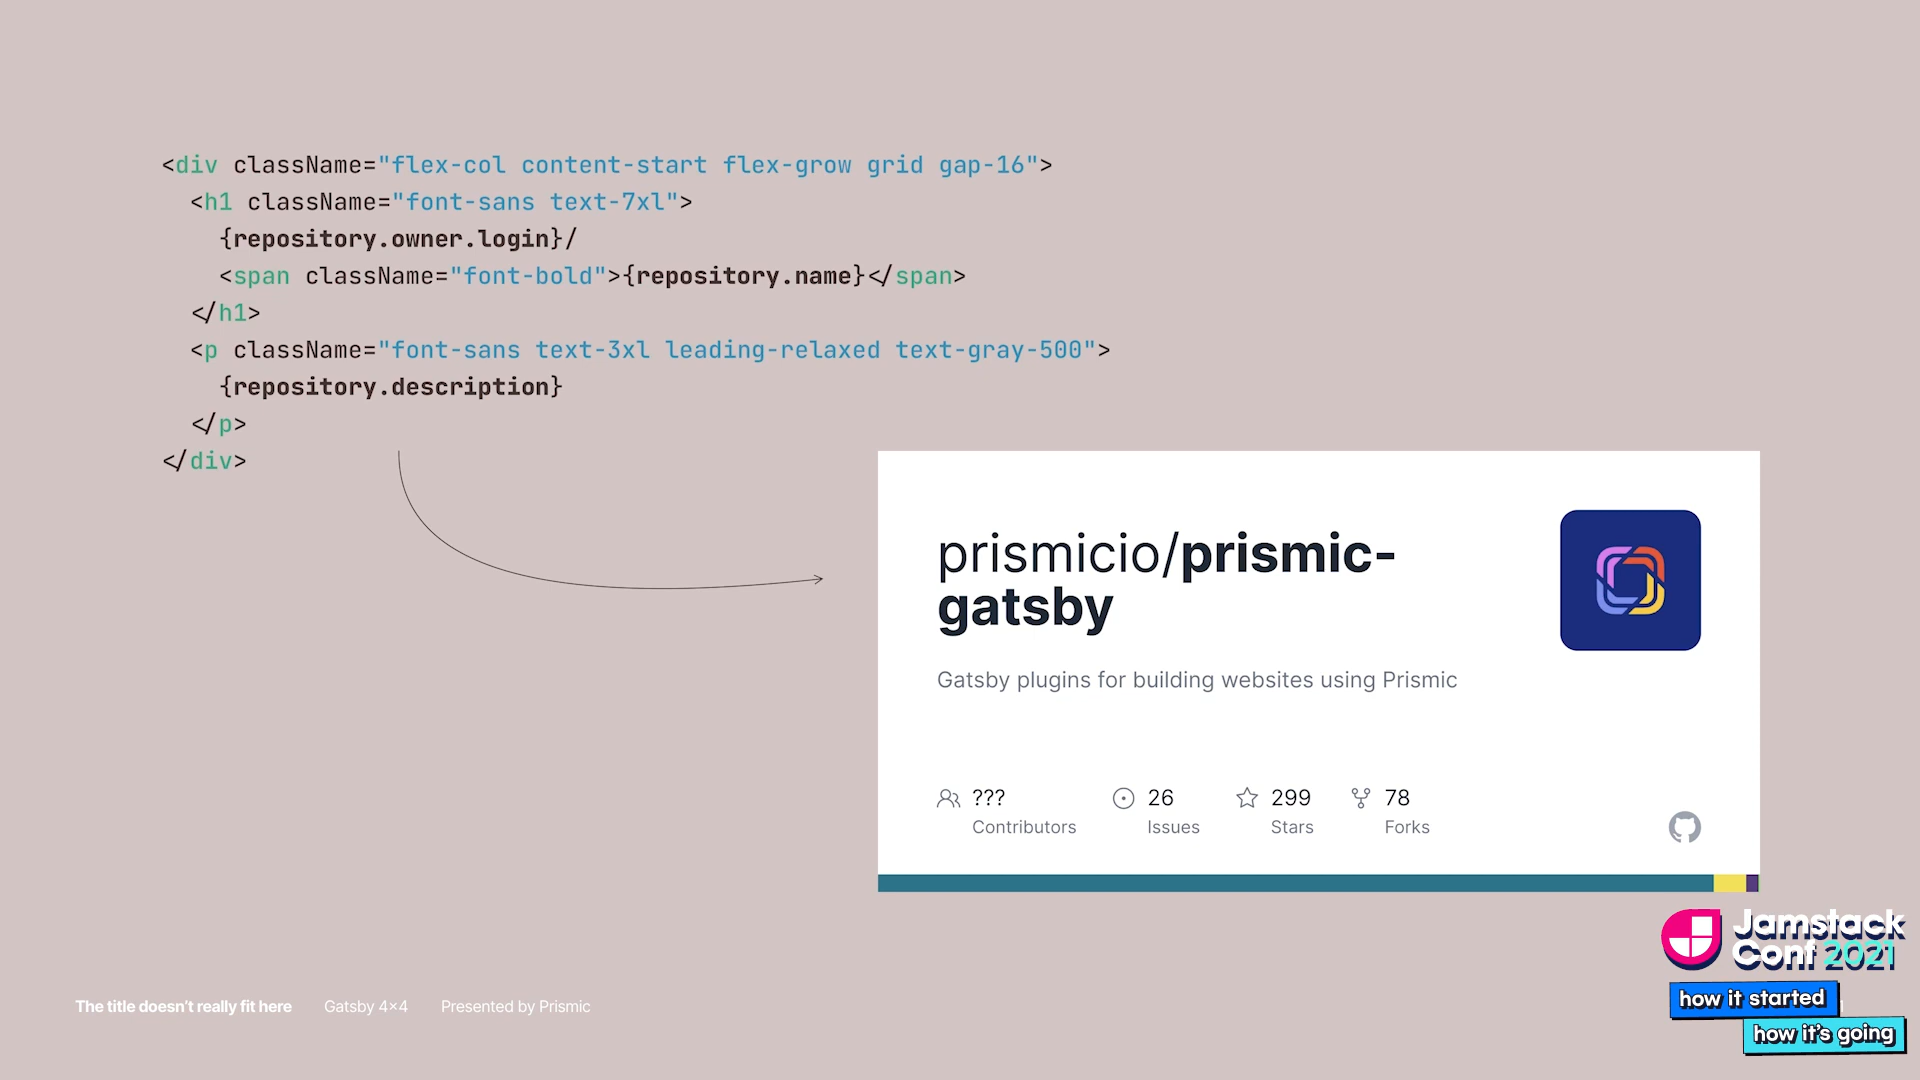 <div className="flex-col content-start flex-grow grid gap-16">
<h1 className="font-sans text-7xl">
{repository.owner.login}/
<span className="font-bold">{repository.name}</span>
</h1>
<p className="font-sans text-3xl leading-relaxed text-gray-500">
{repository.description}
</p>
</div>
prismicio/prismic-
gatsby
Gatsby plugins for building websites using Prismic
??? 26 299 78
Contributors Issues Stars Forks
Jamstack
Conf 2021
how it started
how it's going
The title doesn't really fit here Gatsby 4×4 Presented by Prismic